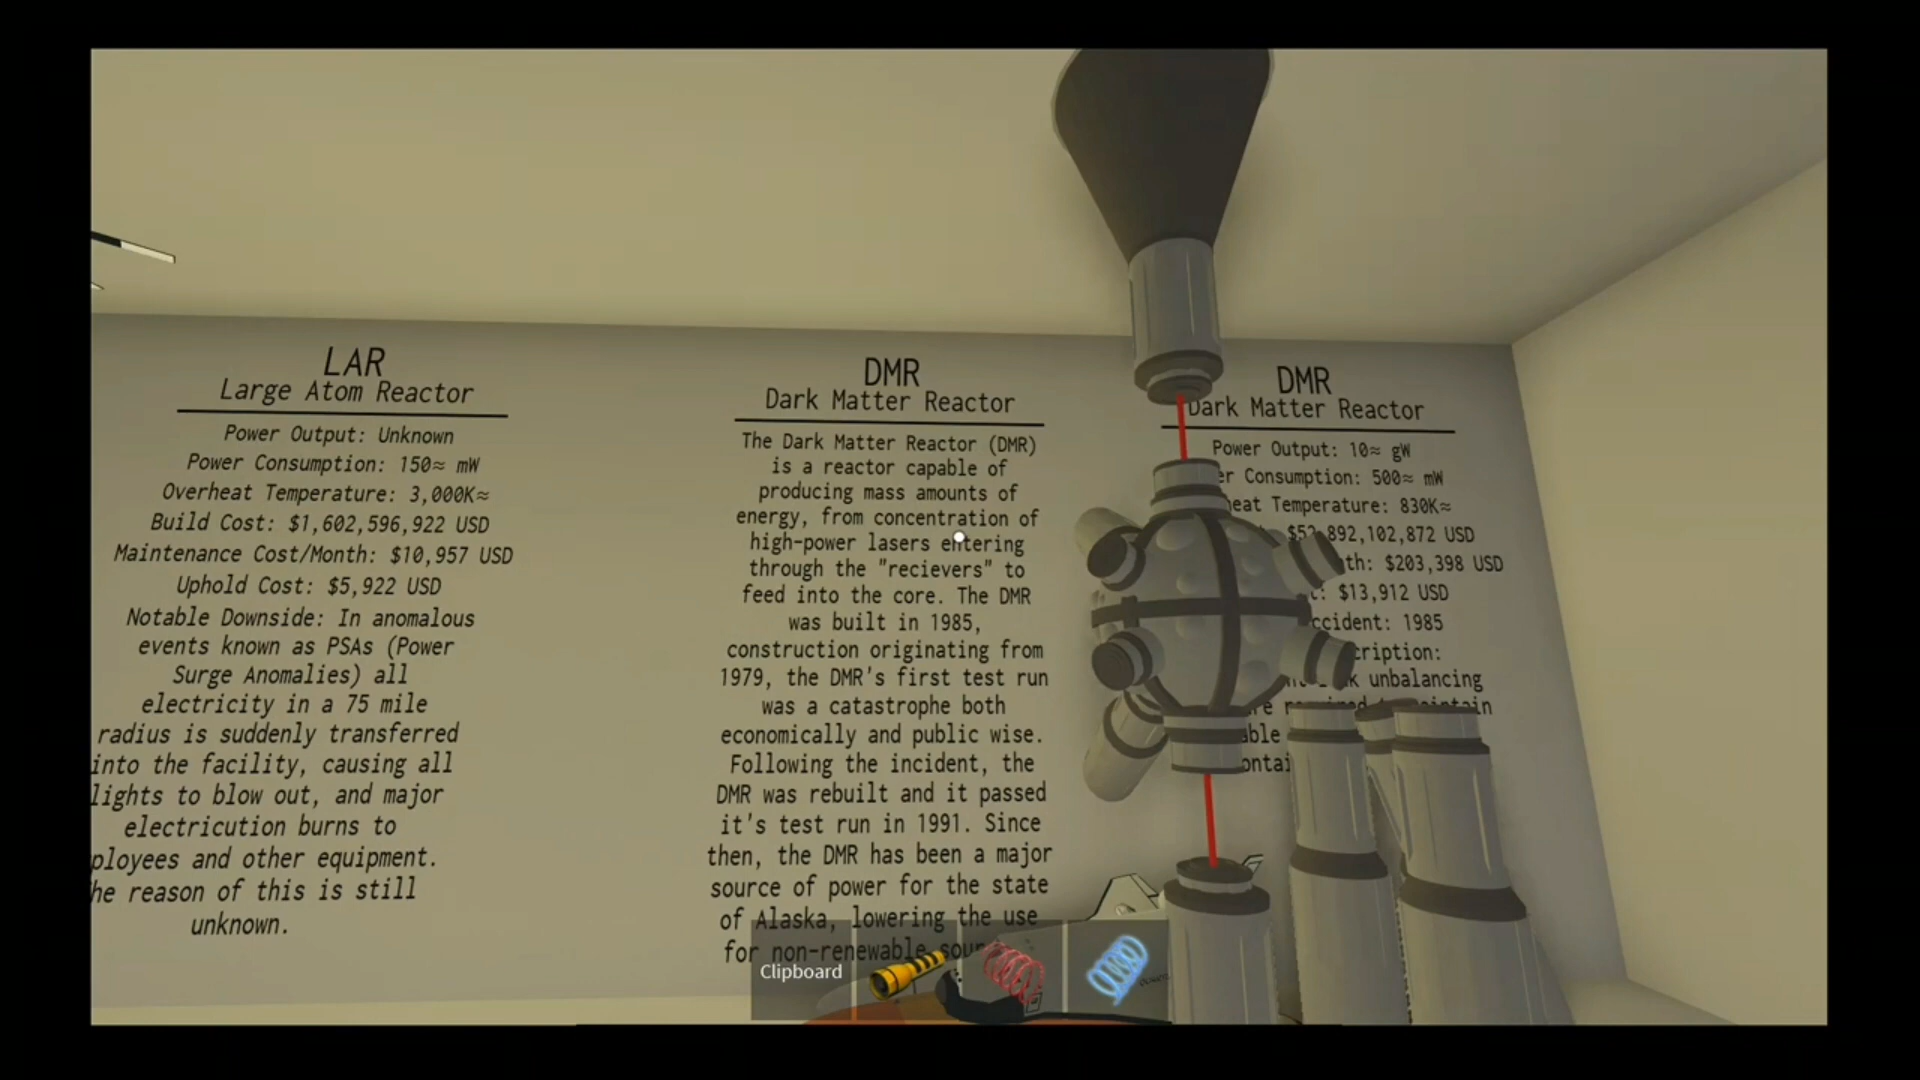 LAR
Large Atom Reactor
Power Output: Unknown
Power Consumption: 150≈ mW
Overheat Temperature: 3,000K≈
Build Cost: $1,602,596,922 USD
Maintenance Cost/Month: $10,957 USD
Uphold Cost: $5,922 USD
Notable Downside: In anomalous
events known as PSAs (Power
Surge Anomalies) all
electricity in a 75 mile
radius is suddenly transferred
into the facility, causing all
lights to blow out, and major
electricution burns to
ployees and other equipment.
he reason of this is still
unknown.
DMR
Dark Matter Reactor
The Dark Matter Reactor (DMR)
is a reactor capable of
producing mass amounts of
energy, from concentration of
high-power lasers entering
through the "recievers" to
feed into the core. The DMR
was built in 1985,
construction originating from
1979, the DMR's first test run
was a catastrophe both
economically and public wise.
Following the incident, the
DMR was rebuilt and it passed
it's test run in 1991. Since
then, the DMR has been a major
source of power for the state
of Alaska, lowering the use
for non-renewable
DMR
Dark Matter Reactor
Power Output: 10≈ gW
er Consumption: 500≈ mW
eat Temperature: 830K≈
$52,892,102,872 USD
th: $203,398 USD
t: $13,912 USD
ccident: 1985
cription:
unbalancing
Clipboard